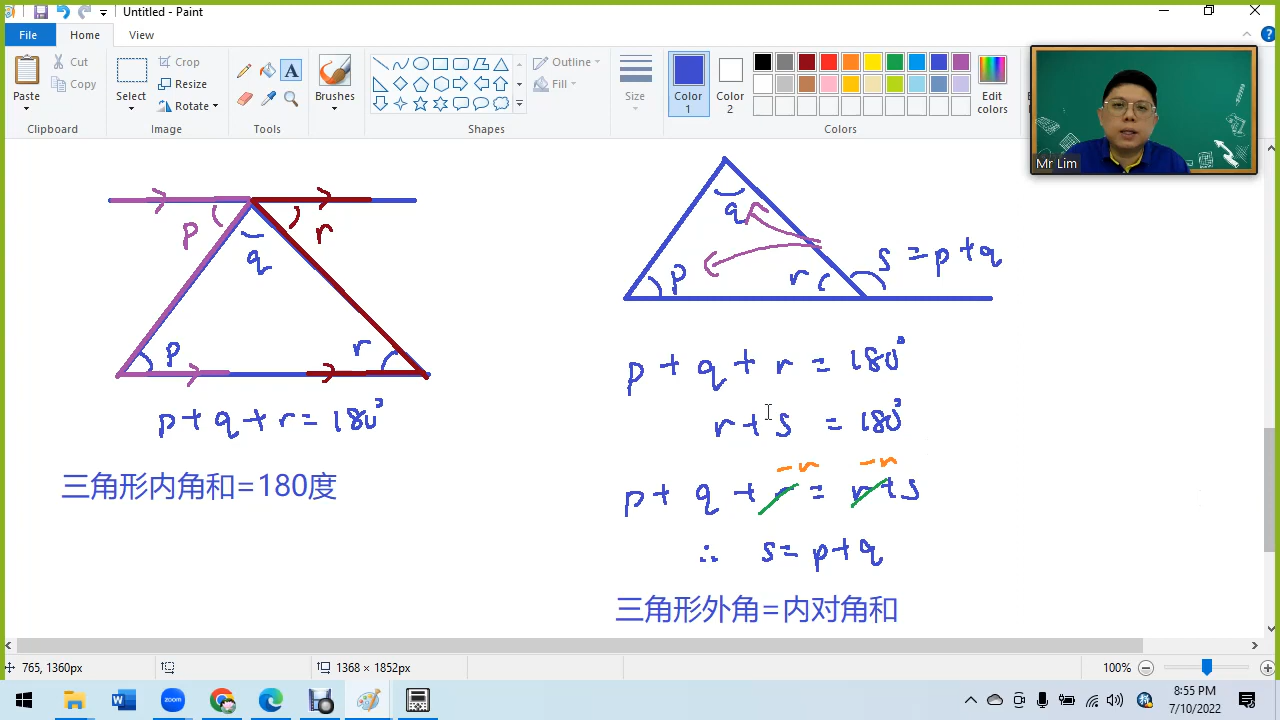 Untitled - Paint
File Home View
Paste
Cut
Copy
Clipboard
Select
Crop
Resize
Rotate
Image
A
Tools
Brushes
Shapes
Outline
Fill
Size
Color 1
Color 2
Colors
Edit colors
Mr Lim
p
q
r
p
r
p + q + r = 180°
三角形内角和=180度
q
p
r
s = p + q
p + q + r = 180°
r + s = 180°
-r -r
p + q + r = r + s
∴ s = p + q
三角形外角=内对角和
765, 1360px
1368 × 1852px
100%
zoom
8:55 PM
7/10/2022